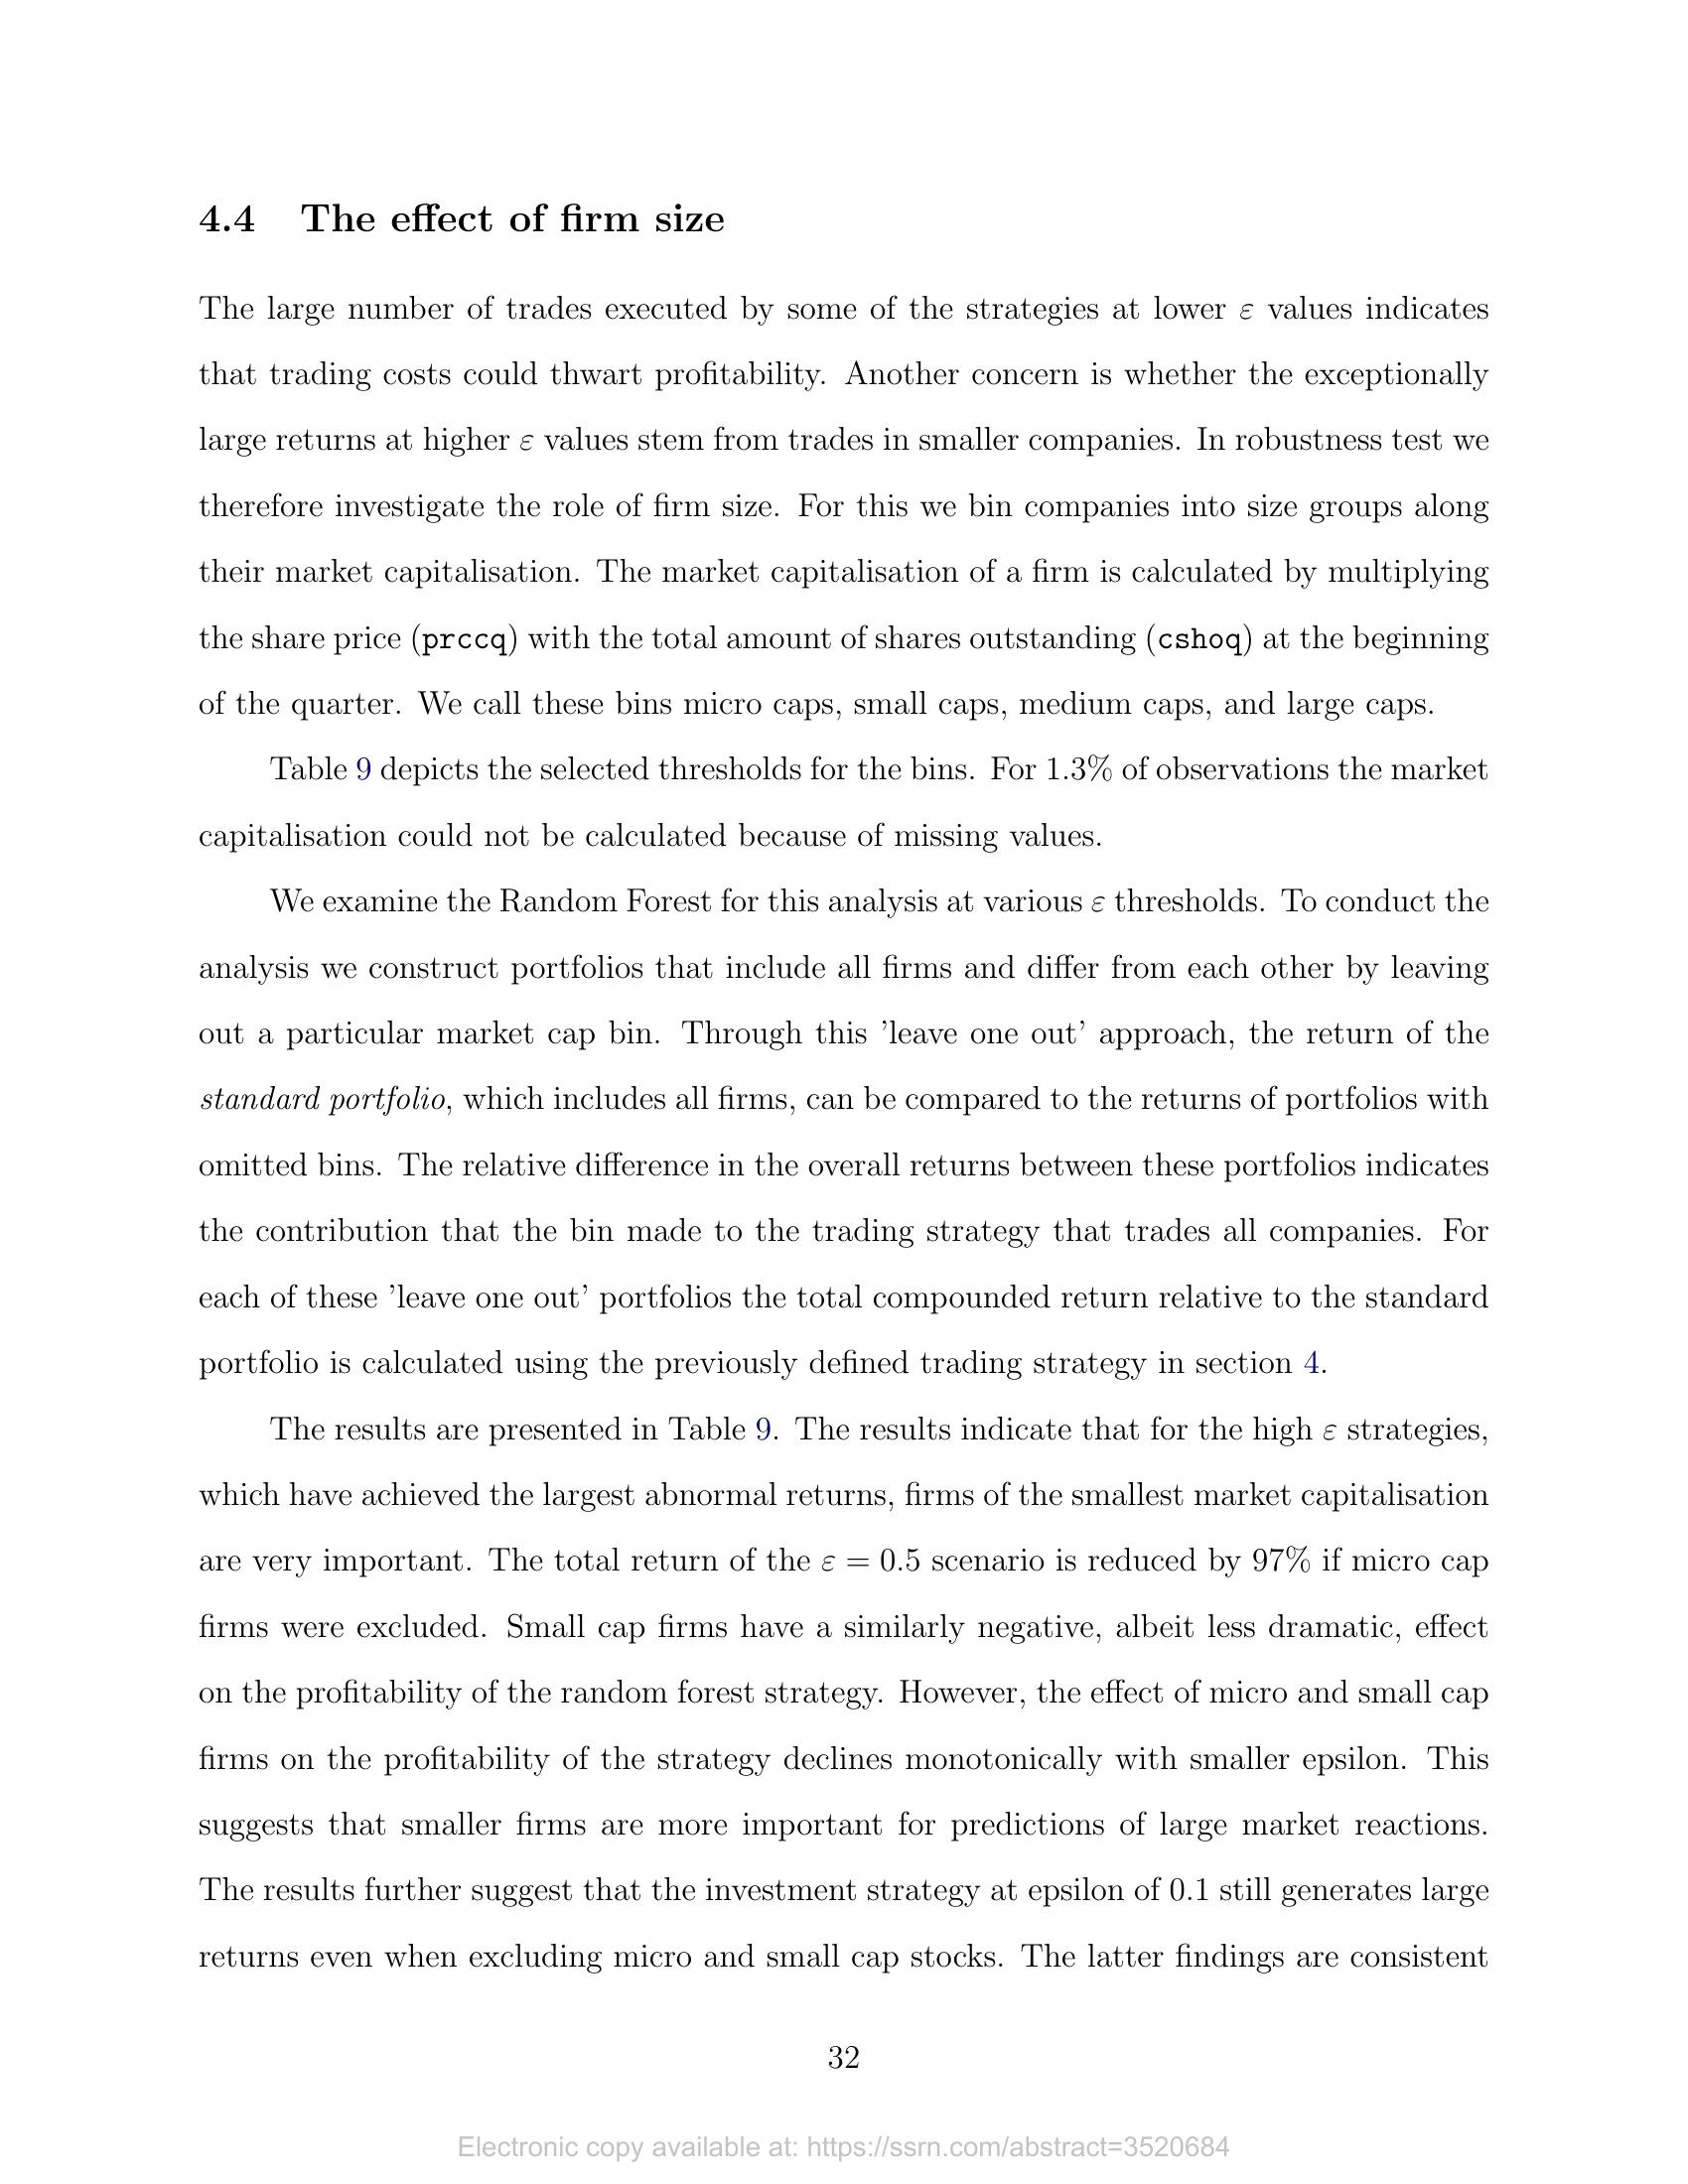 4.4 The effect of firm size
The large number of trades executed by some of the strategies at lower ε values indicates
that trading costs could thwart profitability. Another concern is whether the exceptionally
large returns at higher ε values stem from trades in smaller companies. In robustness test we
therefore investigate the role of firm size. For this we bin companies into size groups along
their market capitalisation. The market capitalisation of a firm is calculated by multiplying
the share price (prccq) with the total amount of shares outstanding (cshoq) at the beginning
of the quarter. We call these bins micro caps, small caps, medium caps, and large caps.
Table 9 depicts the selected thresholds for the bins. For 1.3% of observations the market
capitalisation could not be calculated because of missing values.
We examine the Random Forest for this analysis at various ε thresholds. To conduct the
analysis we construct portfolios that include all firms and differ from each other by leaving
out a particular market cap bin. Through this ’leave one out’ approach, the return of the
standard portfolio, which includes all firms, can be compared to the returns of portfolios with
omitted bins. The relative difference in the overall returns between these portfolios indicates
the contribution that the bin made to the trading strategy that trades all companies. For
each of these ’leave one out’ portfolios the total compounded return relative to the standard
portfolio is calculated using the previously defined trading strategy in section 4.
The results are presented in Table 9. The results indicate that for the high ε strategies,
which have achieved the largest abnormal returns, firms of the smallest market capitalisation
are very important. The total return of the ε = 0.5 scenario is reduced by 97% if micro cap
firms were excluded. Small cap firms have a similarly negative, albeit less dramatic, effect
on the profitability of the random forest strategy. However, the effect of micro and small cap
firms on the profitability of the strategy declines monotonically with smaller epsilon. This
suggests that smaller firms are more important for predictions of large market reactions.
The results further suggest that the investment strategy at epsilon of 0.1 still generates large
returns even when excluding micro and small cap stocks. The latter findings are consistent
32
Electronic copy available at: https://ssrn.com/abstract=3520684